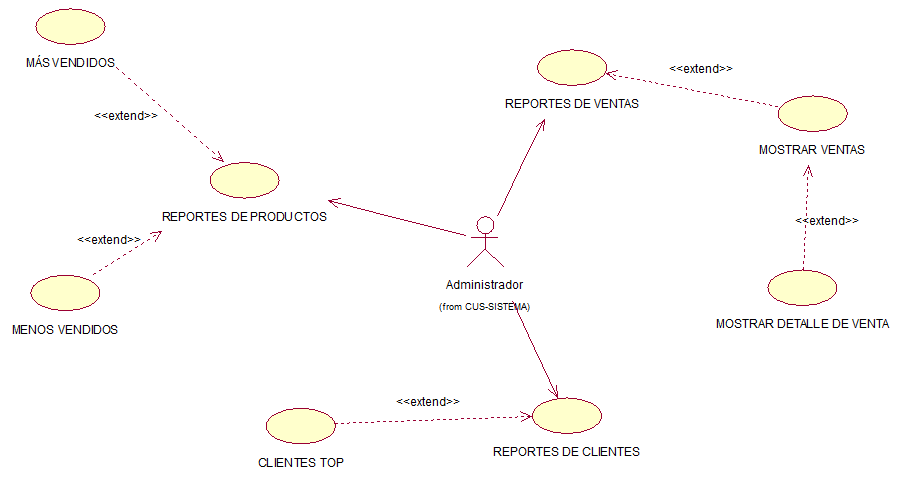 MÁS VENDIDOS
<<extend>>
REPORTES DE VENTAS
<<extend>>
MOSTRAR VENTAS
REPORTES DE PRODUCTOS
<<extend>>
<<extend>>
MENOS VENDIDOS
Administrador
(from CUS-SISTEMA)
MOSTRAR DETALLE DE VENTA
<<extend>>
CLIENTES TOP
REPORTES DE CLIENTES